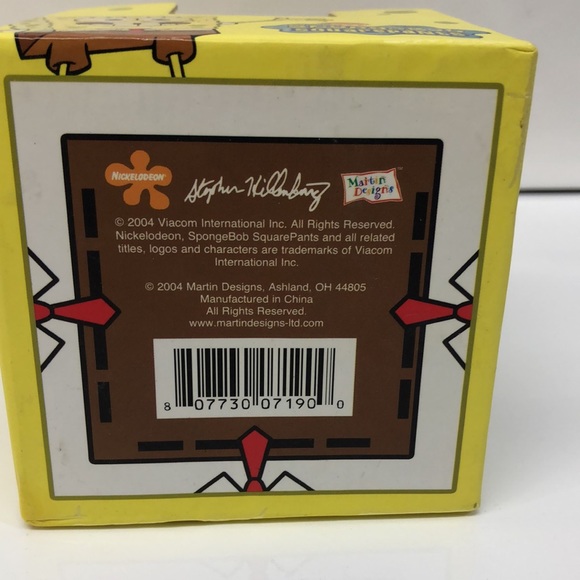 NICKELODEON
Stephen Hillenburg
Martin
Designs
© 2004 Viacom International Inc. All Rights Reserved.
Nickelodeon, SpongeBob SquarePants and all related
titles, logos and characters are trademarks of Viacom
International Inc.
© 2004 Martin Designs, Ashland, OH 44805
Manufactured in China
All Rights Reserved.
www.martindesigns-ltd.com
8 07730 07190 0